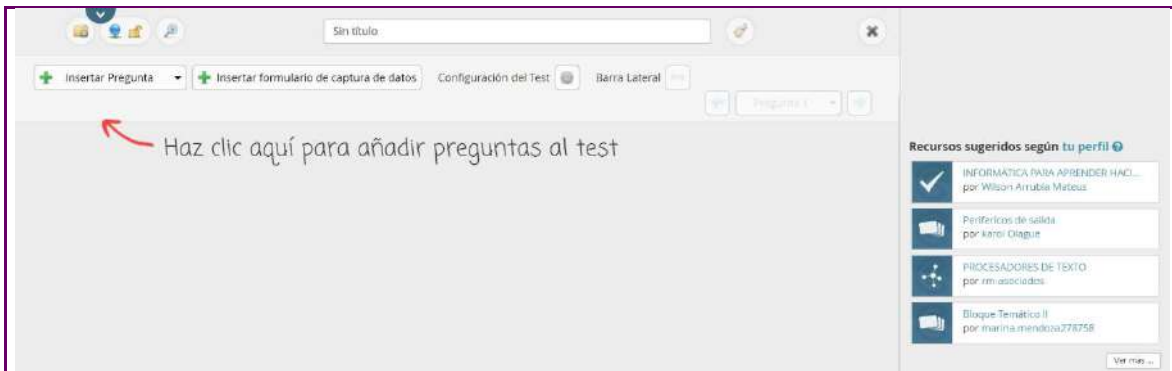 Sin título
Insertar Pregunta
Insertar formulario de captura de datos
Configuración del Test
Barra Lateral
Pregunta 1
Haz clic aquí para añadir preguntas al test
Recursos sugeridos según tu perfil
INFORMÁTICA PARA APRENDER HACI...
por Wilson Arrubla Mateus
Perifericos de salida
por karol Olague
PROCESADORES DE TEXTO
por rm-asociados
Bloque Temático II
por marina.mendoza278758
Ver mas ...